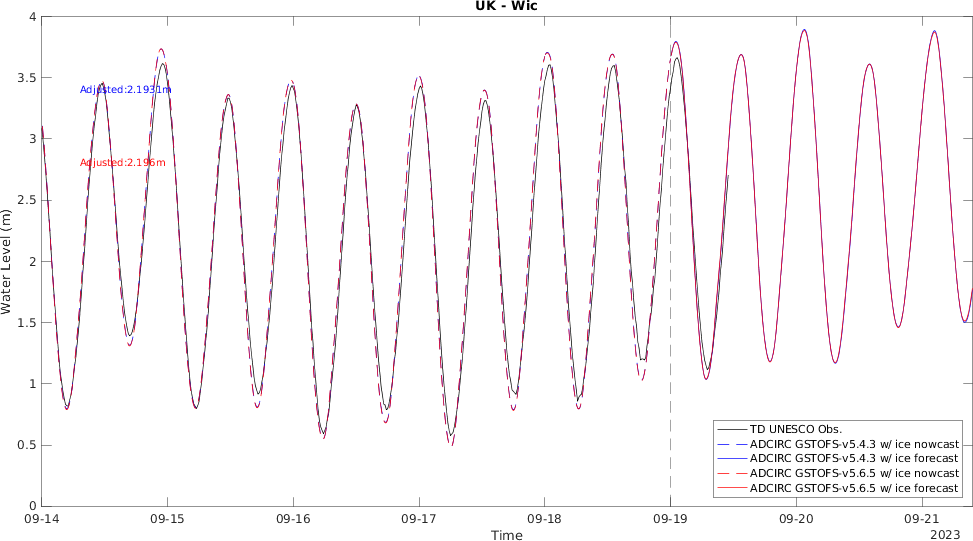 UK - Wic
4
3.5
3
2.5
2
1.5
1
0.5
0
Water Level (m)
Adjusted:2.1931m
Adjusted:2.196m
TD UNESCO Obs.
ADCIRC GSTOFS-v5.4.3 w/ ice nowcast
ADCIRC GSTOFS-v5.4.3 w/ ice forecast
ADCIRC GSTOFS-v5.6.5 w/ ice nowcast
ADCIRC GSTOFS-v5.6.5 w/ ice forecast
09-14 09-15 09-16 09-17 09-18 09-19 09-20 09-21
Time
2023